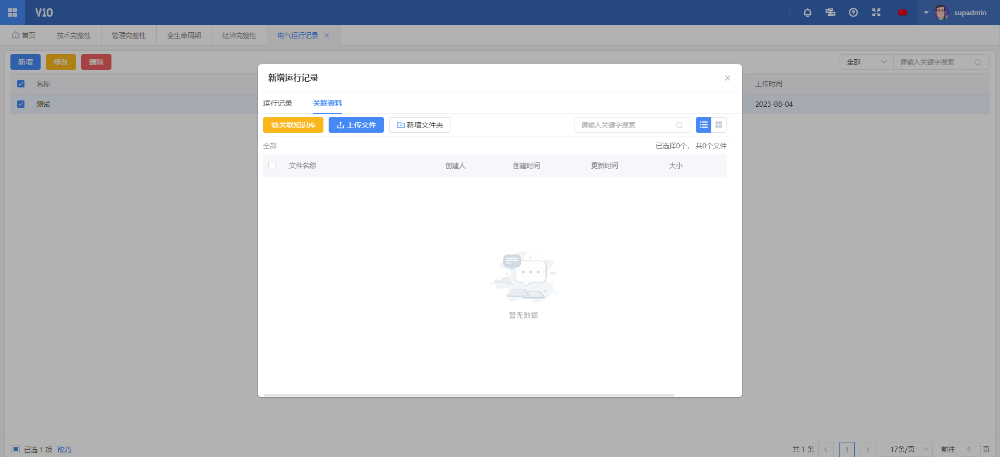 V10
supadmin
首页
技术完整性
管理完整性
全生命周期
经济完整性
电气运行记录
新增
修改
删除
全部
请输入关键字搜索
名称
上传时间
测试
2023-08-04
新增运行记录
运行记录
关联资料
关联知识库
上传文件
新增文件夹
请输入关键字搜索
全部
已选择0个， 共0个文件
文件名称
创建人
创建时间
更新时间
大小
暂无数据
已选 1 项 取消
共 1 条
1
17条/页
前往 1 页